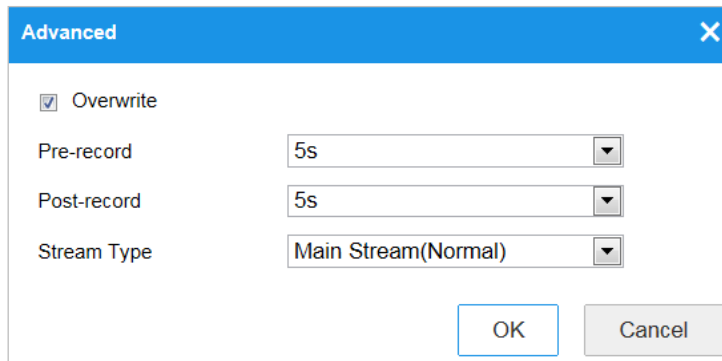 Advanced
Overwrite
Pre-record 5s
Post-record 5s
Stream Type Main Stream(Normal)
OK Cancel